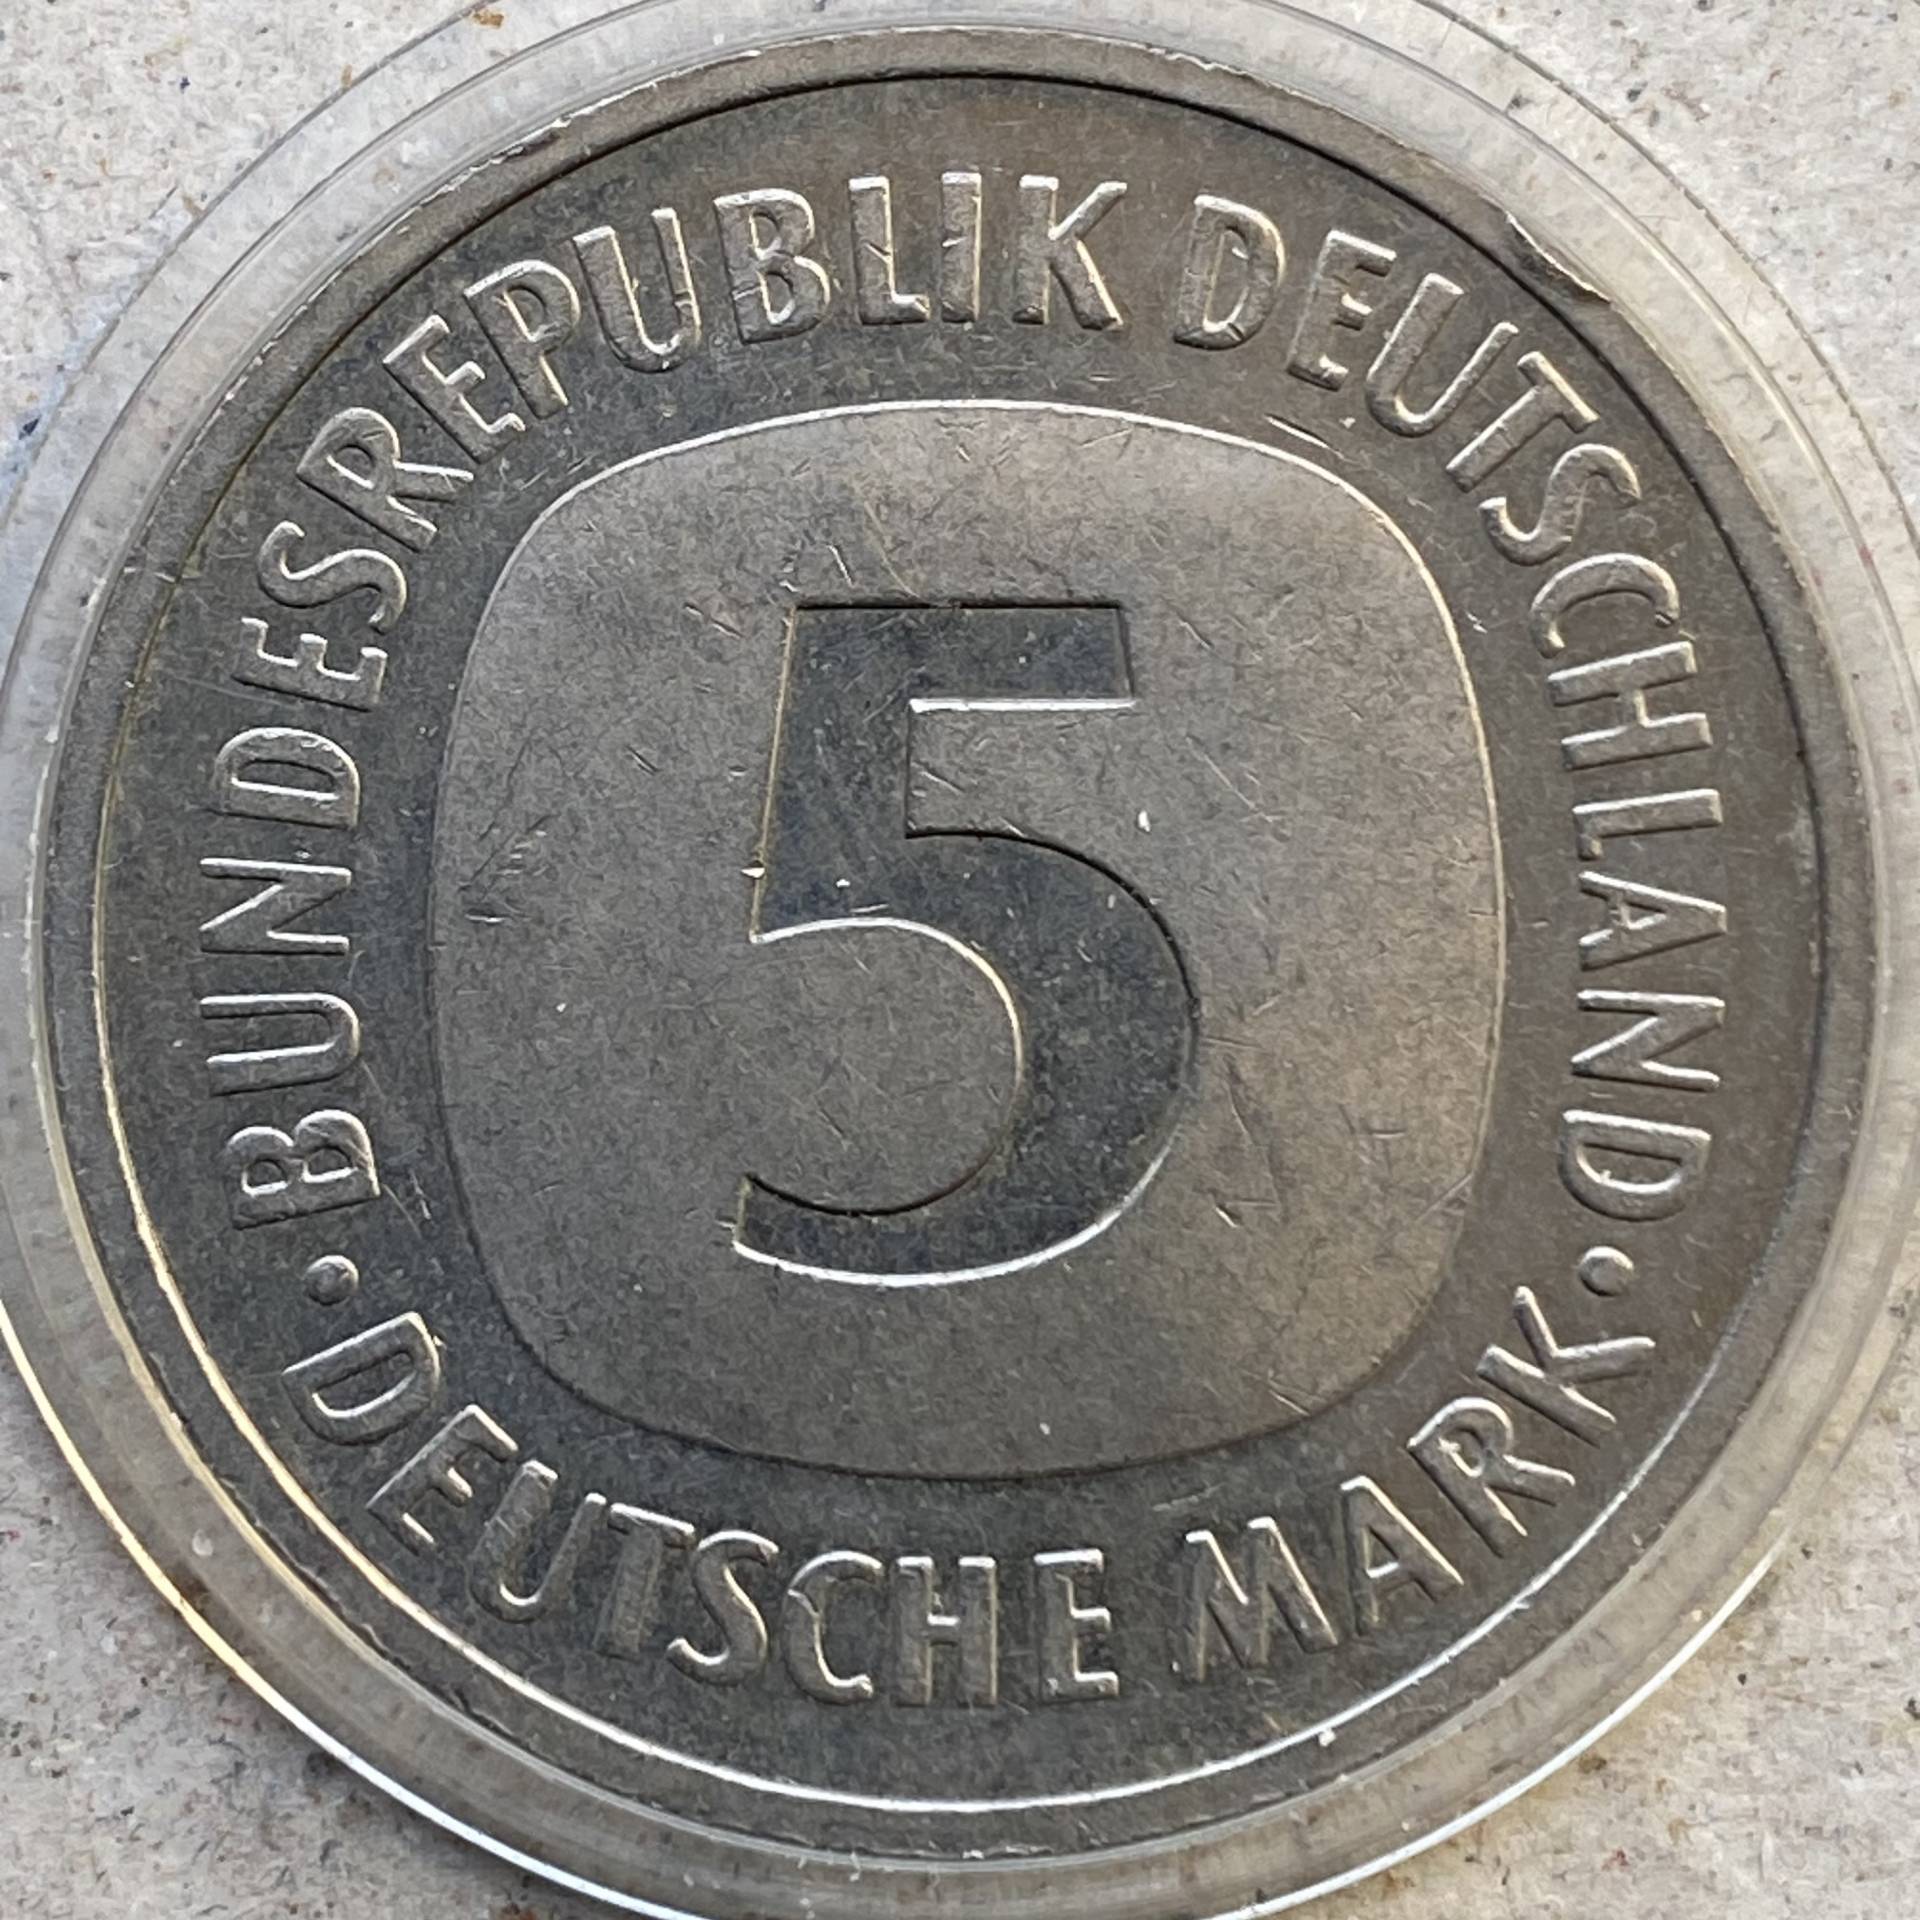 BUNDESREPUBLIK DEUTSCHLAND
5
· DEUTSCHE MARK ·